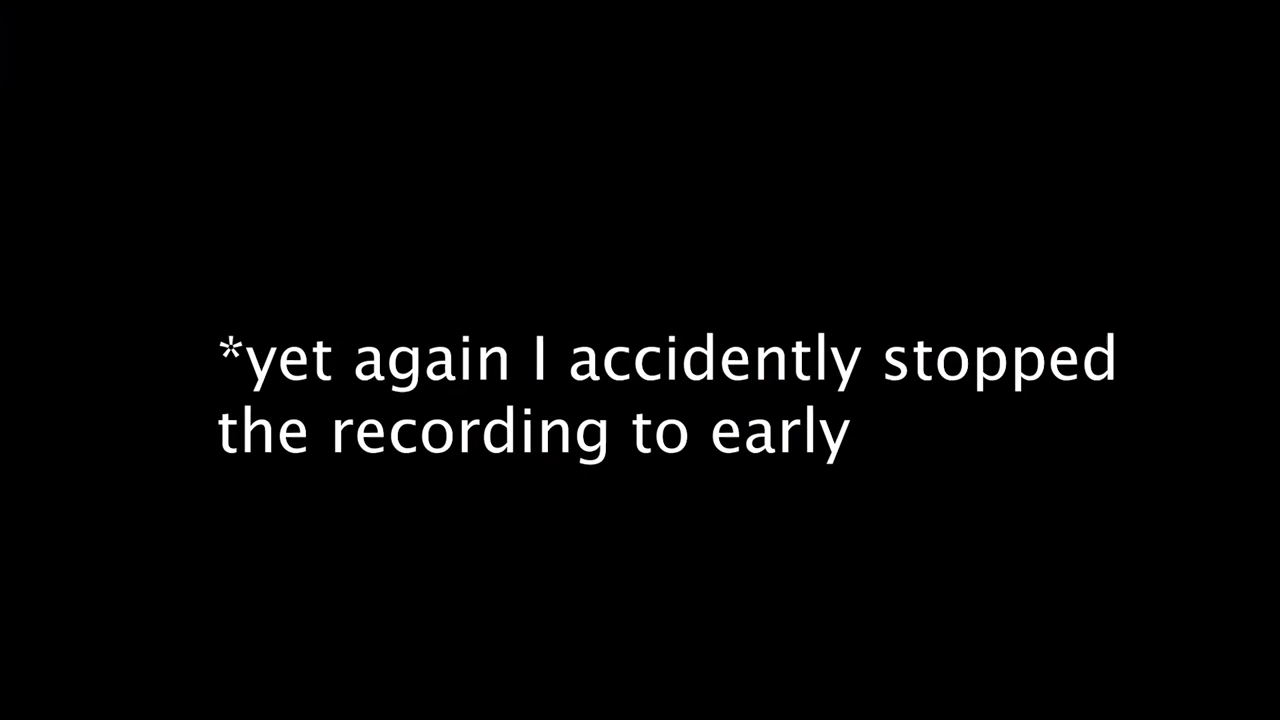 *yet again I accidently stopped
the recording to early